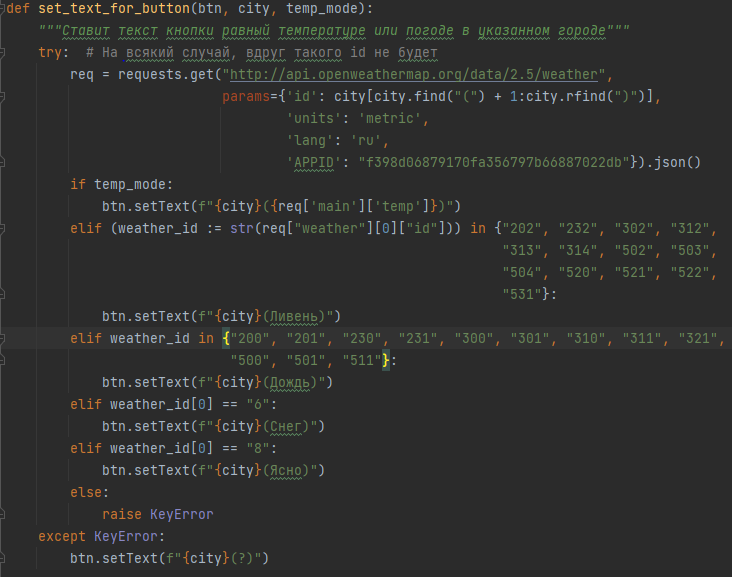 def set_text_for_button(btn, city, temp_mode):
    """Ставит текст кнопки равный температуре или погоде в указанном городе"""
    try:  # На всякий случай, вдруг такого id не будет
        req = requests.get("http://api.openweathermap.org/data/2.5/weather",
                           params={'id': city[city.find("(") + 1:city.rfind(")")],
                                   'units': 'metric',
                                   'lang': 'ru',
                                   'APPID': "f398d06879170fa356797b66887022db"}).json()
        if temp_mode:
            btn.setText(f"{city}({req['main']['temp']})")
        elif (weather_id := str(req["weather"][0]["id"])) in {"202", "232", "302", "312",
                                                              "313", "314", "502", "503",
                                                              "504", "520", "521", "522",
                                                              "531"}:
            btn.setText(f"{city}(Ливень)")
        elif weather_id in {"200", "201", "230", "231", "300", "301", "310", "311", "321",
                            "500", "501", "511"}:
            btn.setText(f"{city}(Дождь)")
        elif weather_id[0] == "6":
            btn.setText(f"{city}(Снег)")
        elif weather_id[0] == "8":
            btn.setText(f"{city}(Ясно)")
        else:
            raise KeyError
    except KeyError:
        btn.setText(f"{city}(?)")